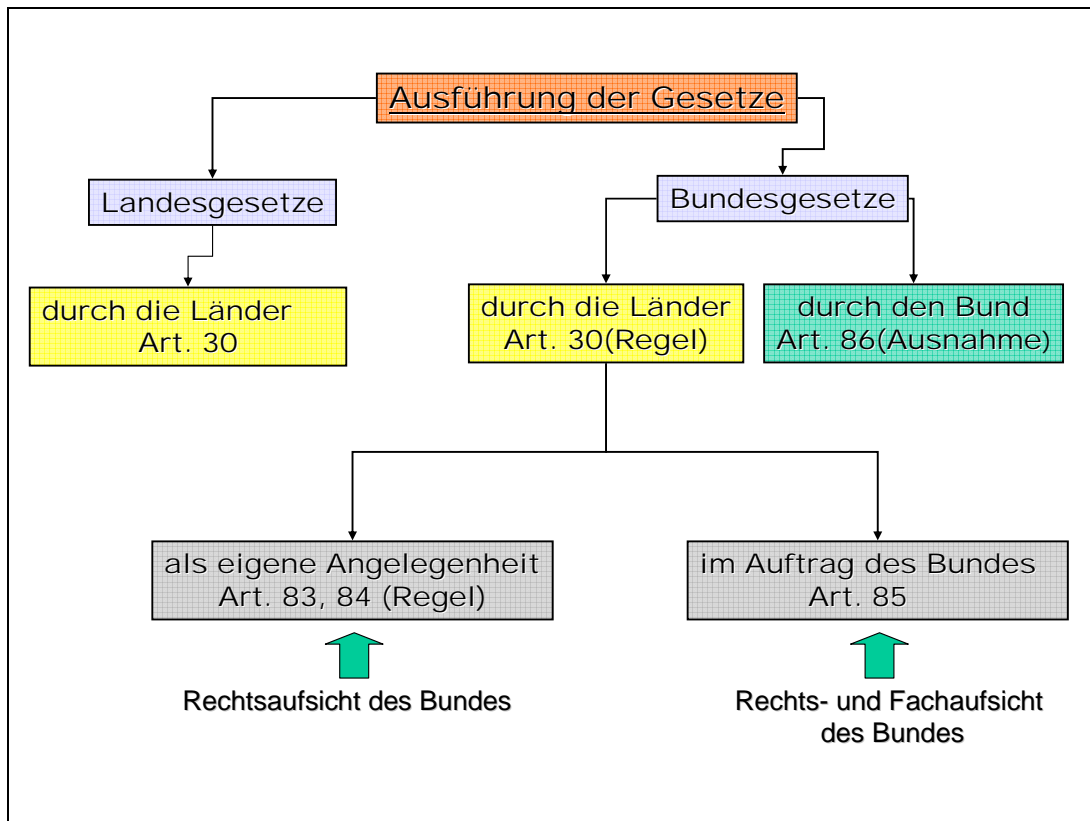 Ausführung der Gesetze
Landesgesetze
Bundesgesetze
durch die Länder
Art. 30
durch die Länder
Art. 30(Regel)
durch den Bund
Art. 86(Ausnahme)
als eigene Angelegenheit
Art. 83, 84 (Regel)
im Auftrag des Bundes
Art. 85
Rechtsaufsicht des Bundes
Rechts- und Fachaufsicht
des Bundes